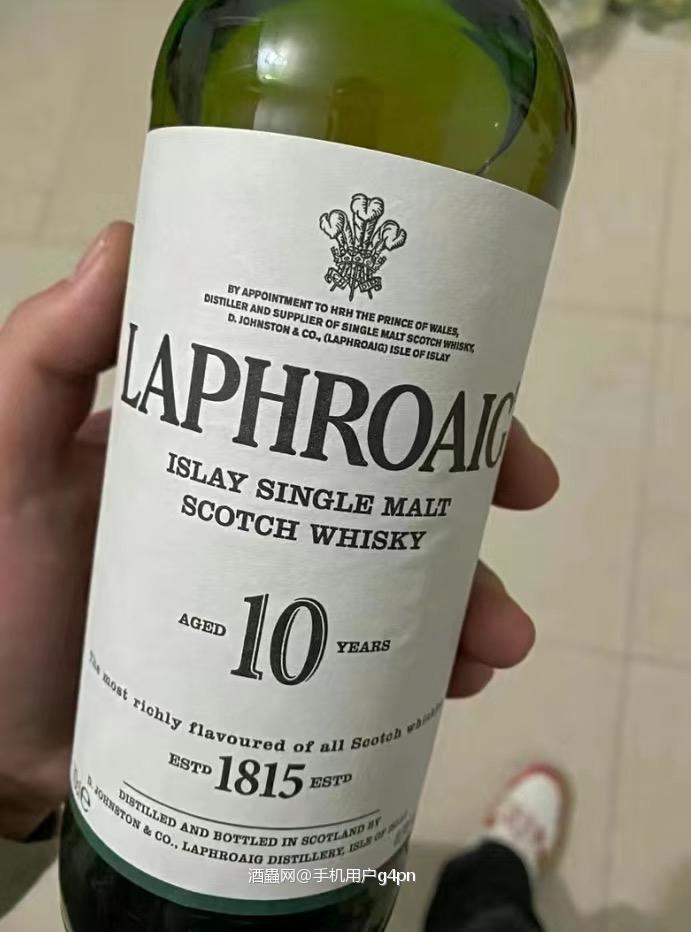 BY APPOINTMENT TO HRH THE PRINCE OF WALES,
DISTILLER AND SUPPLIER OF SINGLE MALT SCOTCH WHISKY,
D. JOHNSTON & CO., (LAPHROAIG) ISLE OF ISLAY
LAPHROAIG
ISLAY SINGLE MALT
SCOTCH WHISKY
AGED 10 YEARS
The most richly flavoured of all Scotch
ESTD 1815 ESTD
DISTILLED AND BOTTLED IN SCOTLAND BY
D. JOHNSTON & CO., LAPHROAIG DISTILLERY, ISLE OF
酒蟲网@手机用户g4pn